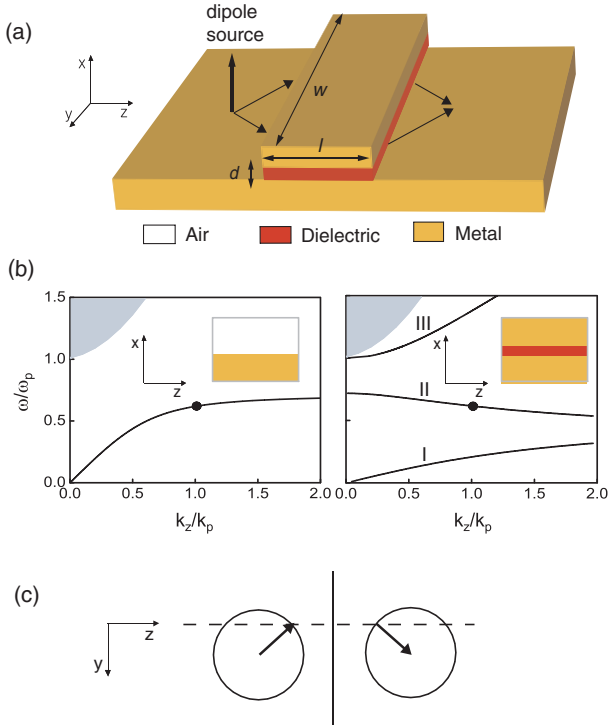 (a)
dipole
source
x
y
z
w
l
d
Air
Dielectric
Metal
(b)
1.5
1.0
0.5
0.0
ω/ωp
x
z
0.0
0.5
1.0
1.5
2.0
kz/kp
III
II
I
x
z
0.0
0.5
1.0
1.5
2.0
kz/kp
(c)
z
y